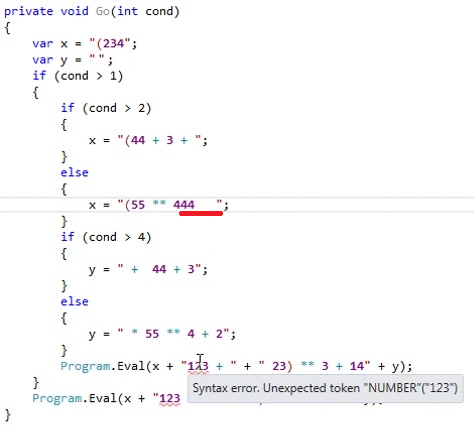 private void Go(int cond)
{
    var x = "(234";
    var y = "";
    if (cond > 1)
    {
        if (cond > 2)
        {
            x = "(44 + 3 + ";
        }
        else
        {
            x = "(55 ** 444   ";
        }
        if (cond > 4)
        {
            y = " +  44 + 3";
        }
        else
        {
            y = " * 55 ** 4 + 2";
        }
        Program.Eval(x + "123 + " + " 23) ** 3 + 14" + y);
    }
    Program.Eval(x + "123
Syntax error. Unexpected token "NUMBER"("123")
}